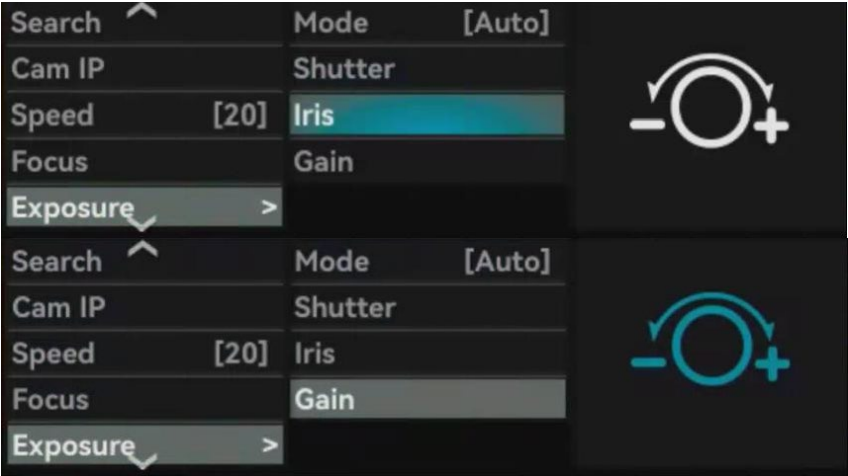 Search Mode [Auto]
Cam IP Shutter
Speed [20] Iris
Focus Gain
Exposure >
Search Mode [Auto]
Cam IP Shutter
Speed [20] Iris
Focus Gain
Exposure >